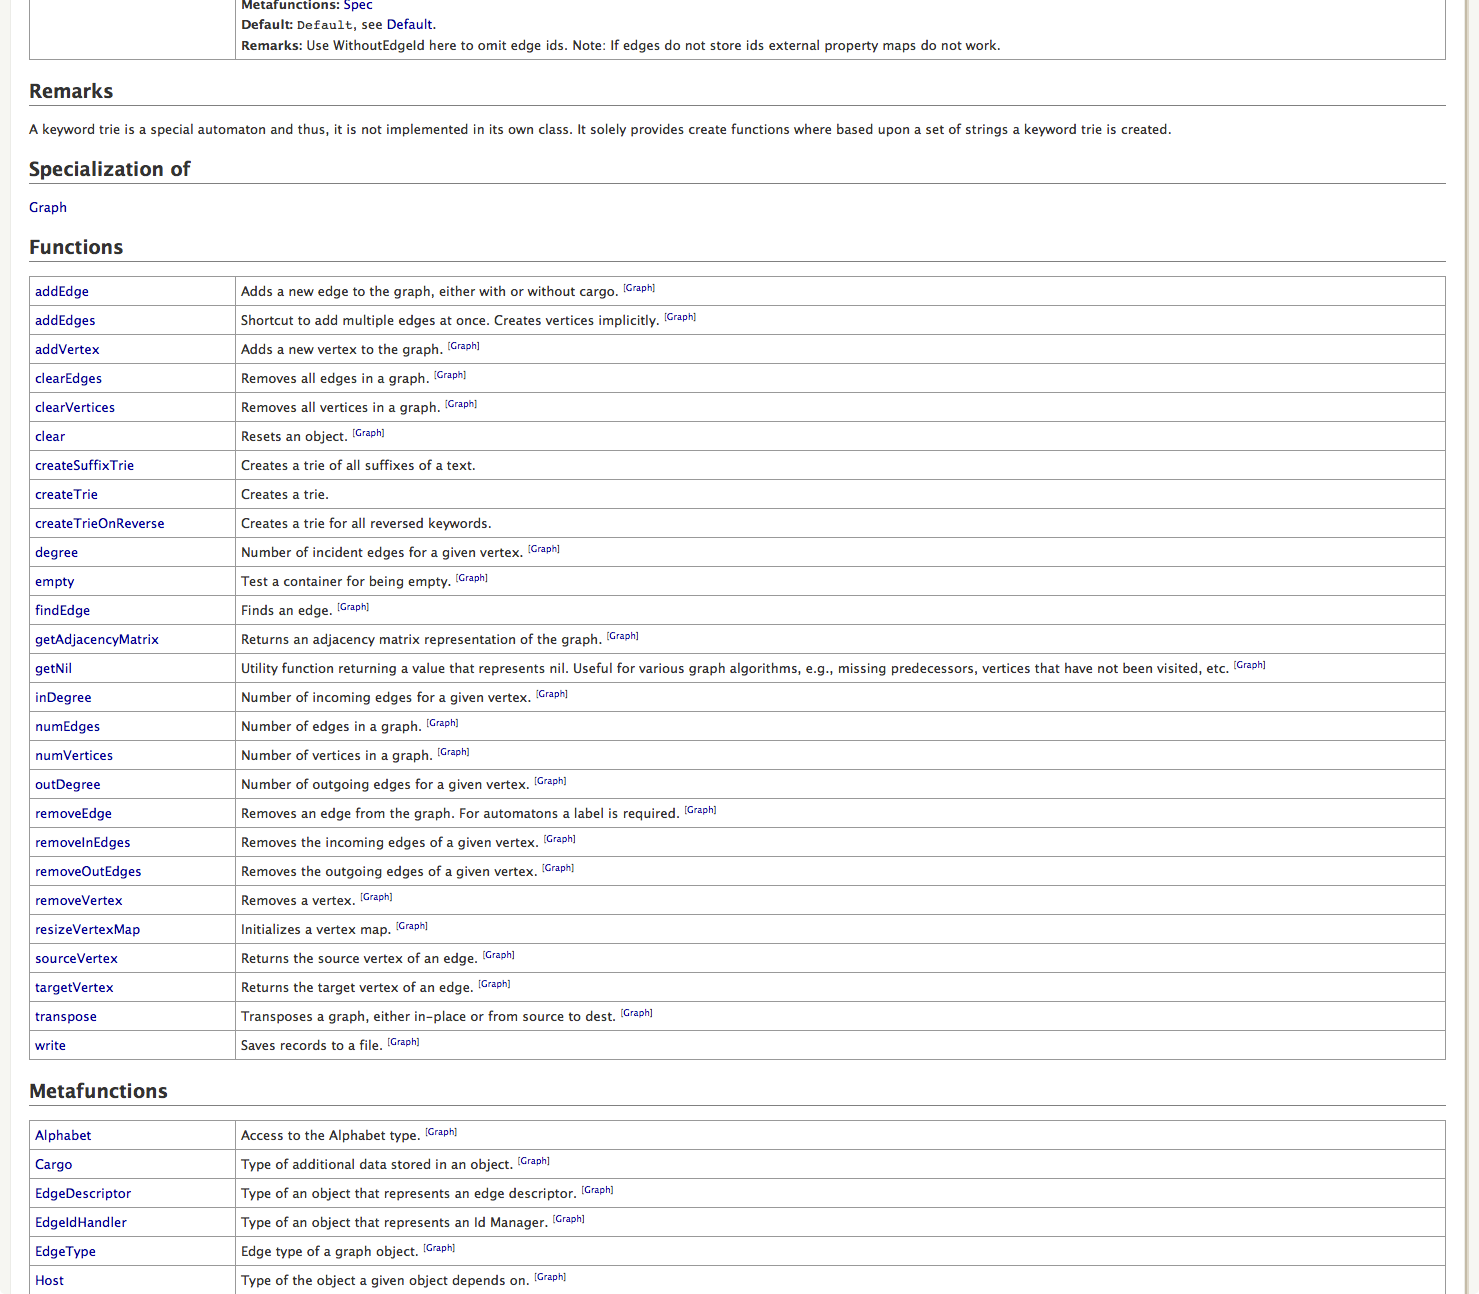 Metafunctions: Spec
Default: Default, see Default.
Remarks: Use WithoutEdgeId here to omit edge ids. Note: If edges do not store ids external property maps do not work.
Remarks
A keyword trie is a special automaton and thus, it is not implemented in its own class. It solely provides create functions where based upon a set of strings a keyword trie is created.
Specialization of
Graph
Functions
addEdge Adds a new edge to the graph, either with or without cargo. [Graph]
addEdges Shortcut to add multiple edges at once. Creates vertices implicitly. [Graph]
addVertex Adds a new vertex to the graph. [Graph]
clearEdges Removes all edges in a graph. [Graph]
clearVertices Removes all vertices in a graph. [Graph]
clear Resets an object. [Graph]
createSuffixTrie Creates a trie of all suffixes of a text.
createTrie Creates a trie.
createTrieOnReverse Creates a trie for all reversed keywords.
degree Number of incident edges for a given vertex. [Graph]
empty Test a container for being empty. [Graph]
findEdge Finds an edge. [Graph]
getAdjacencyMatrix Returns an adjacency matrix representation of the graph. [Graph]
getNil Utility function returning a value that represents nil. Useful for various graph algorithms, e.g., missing predecessors, vertices that have not been visited, etc. [Graph]
inDegree Number of incoming edges for a given vertex. [Graph]
numEdges Number of edges in a graph. [Graph]
numVertices Number of vertices in a graph. [Graph]
outDegree Number of outgoing edges for a given vertex. [Graph]
removeEdge Removes an edge from the graph. For automatons a label is required. [Graph]
removeInEdges Removes the incoming edges of a given vertex. [Graph]
removeOutEdges Removes the outgoing edges of a given vertex. [Graph]
removeVertex Removes a vertex. [Graph]
resizeVertexMap Initializes a vertex map. [Graph]
sourceVertex Returns the source vertex of an edge. [Graph]
targetVertex Returns the target vertex of an edge. [Graph]
transpose Transposes a graph, either in-place or from source to dest. [Graph]
write Saves records to a file. [Graph]
Metafunctions
Alphabet Access to the Alphabet type. [Graph]
Cargo Type of additional data stored in an object. [Graph]
EdgeDescriptor Type of an object that represents an edge descriptor. [Graph]
EdgeIdHandler Type of an object that represents an Id Manager. [Graph]
EdgeType Edge type of a graph object. [Graph]
Host Type of the object a given object depends on. [Graph]